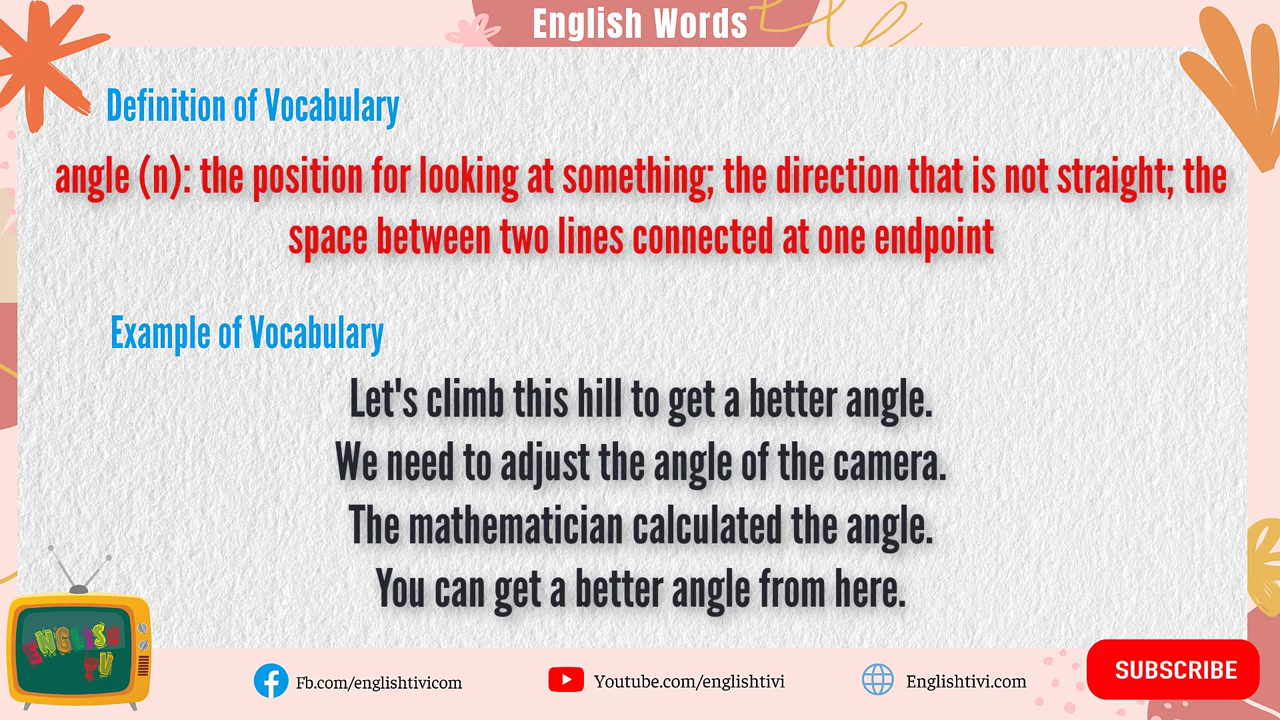 English Words
Definition of Vocabulary
angle (n): the position for looking at something; the direction that is not straight; the
space between two lines connected at one endpoint
Example of Vocabulary
Let's climb this hill to get a better angle.
We need to adjust the angle of the camera.
The mathematician calculated the angle.
You can get a better angle from here.
ENGLISH
TV
Fb.com/englishtivicom
Youtube.com/englishtivi
Englishtivi.com
SUBSCRIBE